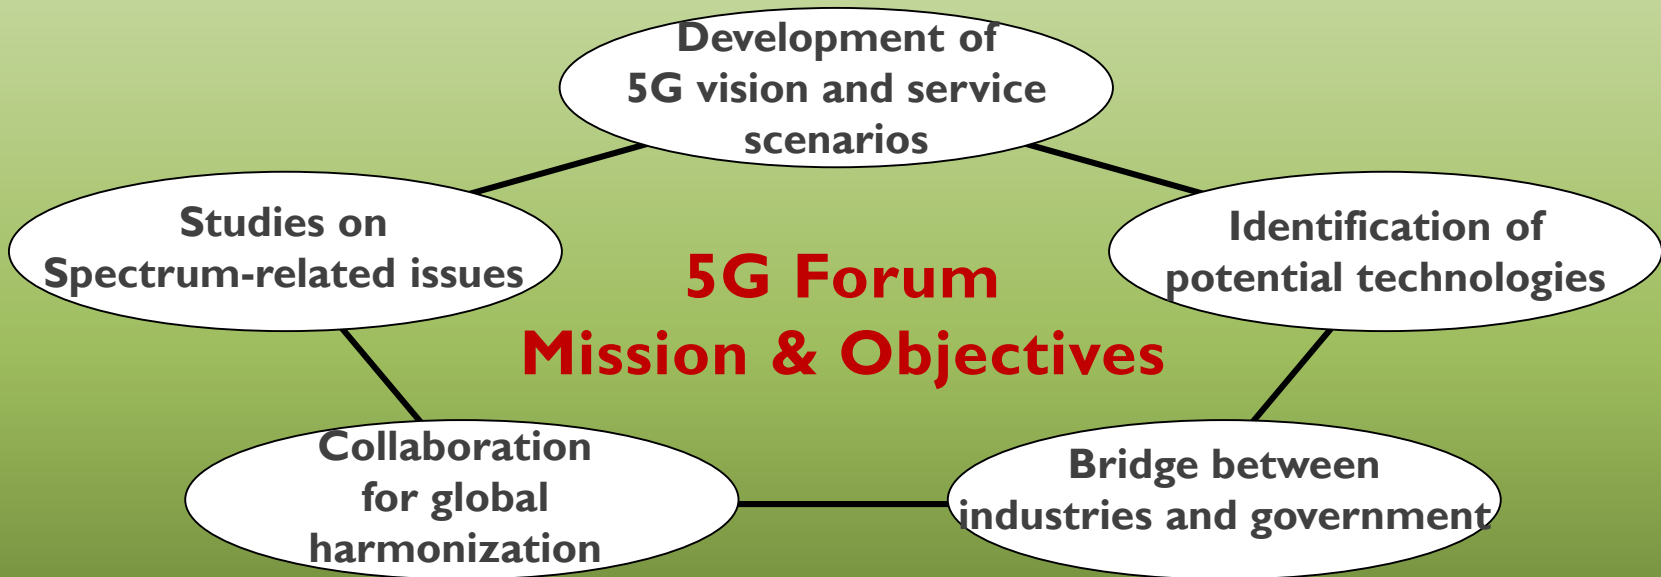 Development of
5G vision and service
scenarios
Studies on
Spectrum-related issues
Identification of
potential technologies
5G Forum
Mission & Objectives
Collaboration
for global
harmonization
Bridge between
industries and government